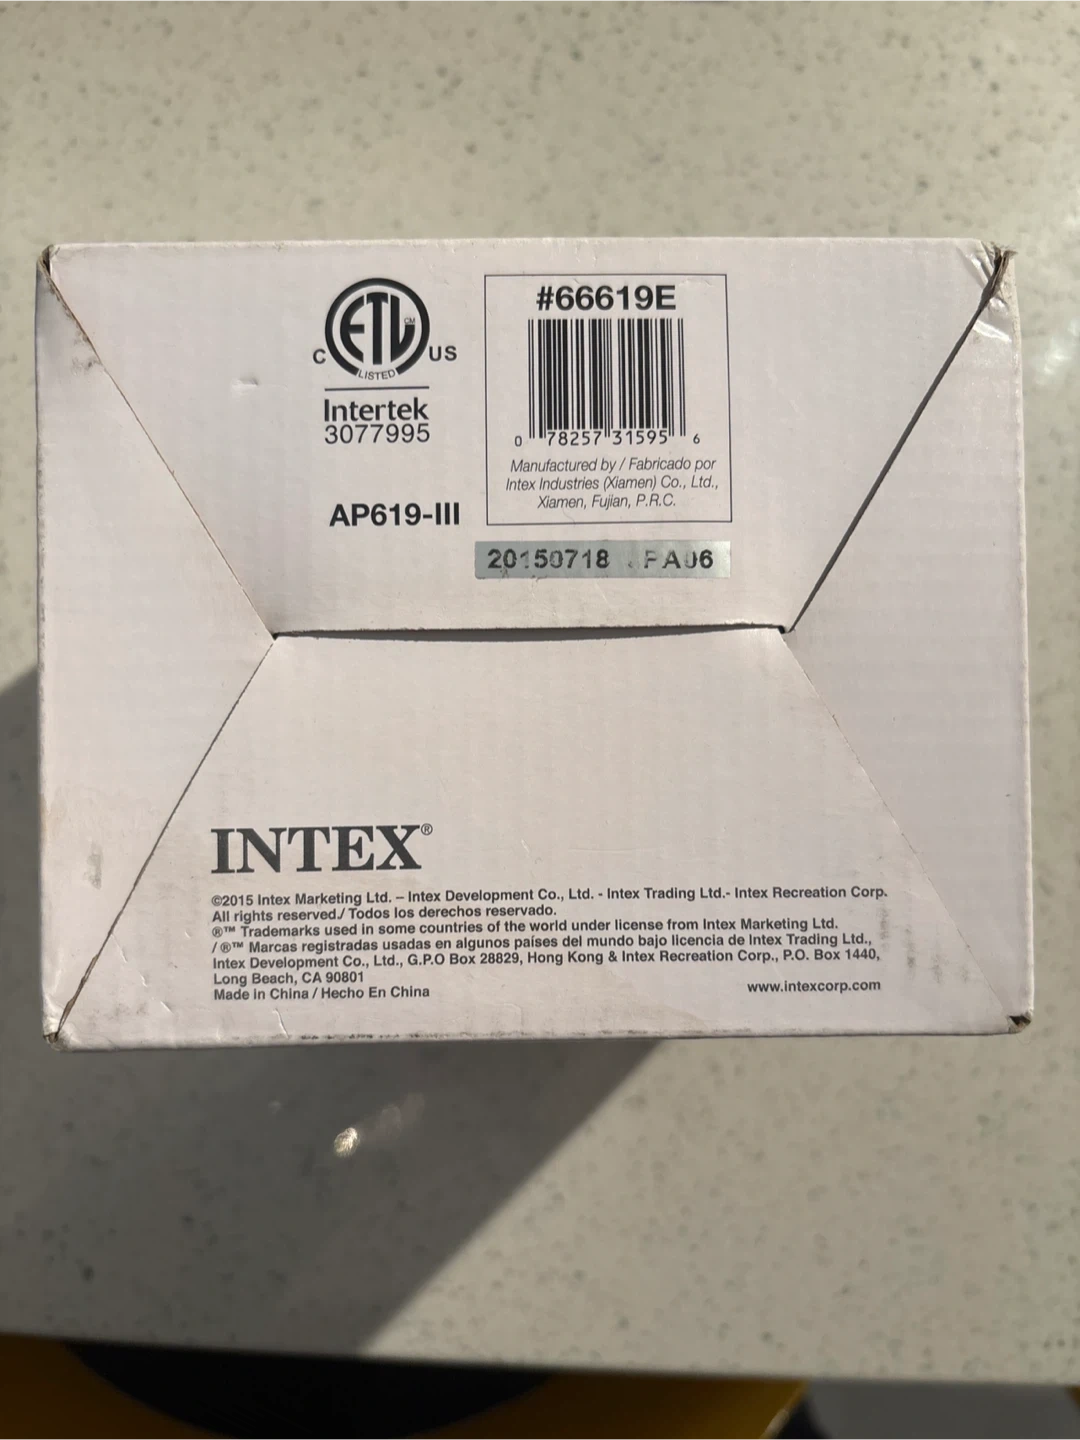 C ETL CM US
LISTED
Intertek
3077995
AP619-III
#66619E
0 78257 31595 6
Manufactured by / Fabricado por
Intex Industries (Xiamen) Co., Ltd.,
Xiamen, Fujian, P.R.C.
20150718 . PA06
INTEX®
©2015 Intex Marketing Ltd. – Intex Development Co., Ltd. - Intex Trading Ltd.- Intex Recreation Corp.
All rights reserved./ Todos los derechos reservado.
®™ Trademarks used in some countries of the world under license from Intex Marketing Ltd.
/ ®™ Marcas registradas usadas en algunos países del mundo bajo licencia de Intex Trading Ltd.,
Intex Development Co., Ltd., G.P.O Box 28829, Hong Kong & Intex Recreation Corp., P.O. Box 1440,
Long Beach, CA 90801
Made in China / Hecho En China
www.intexcorp.com